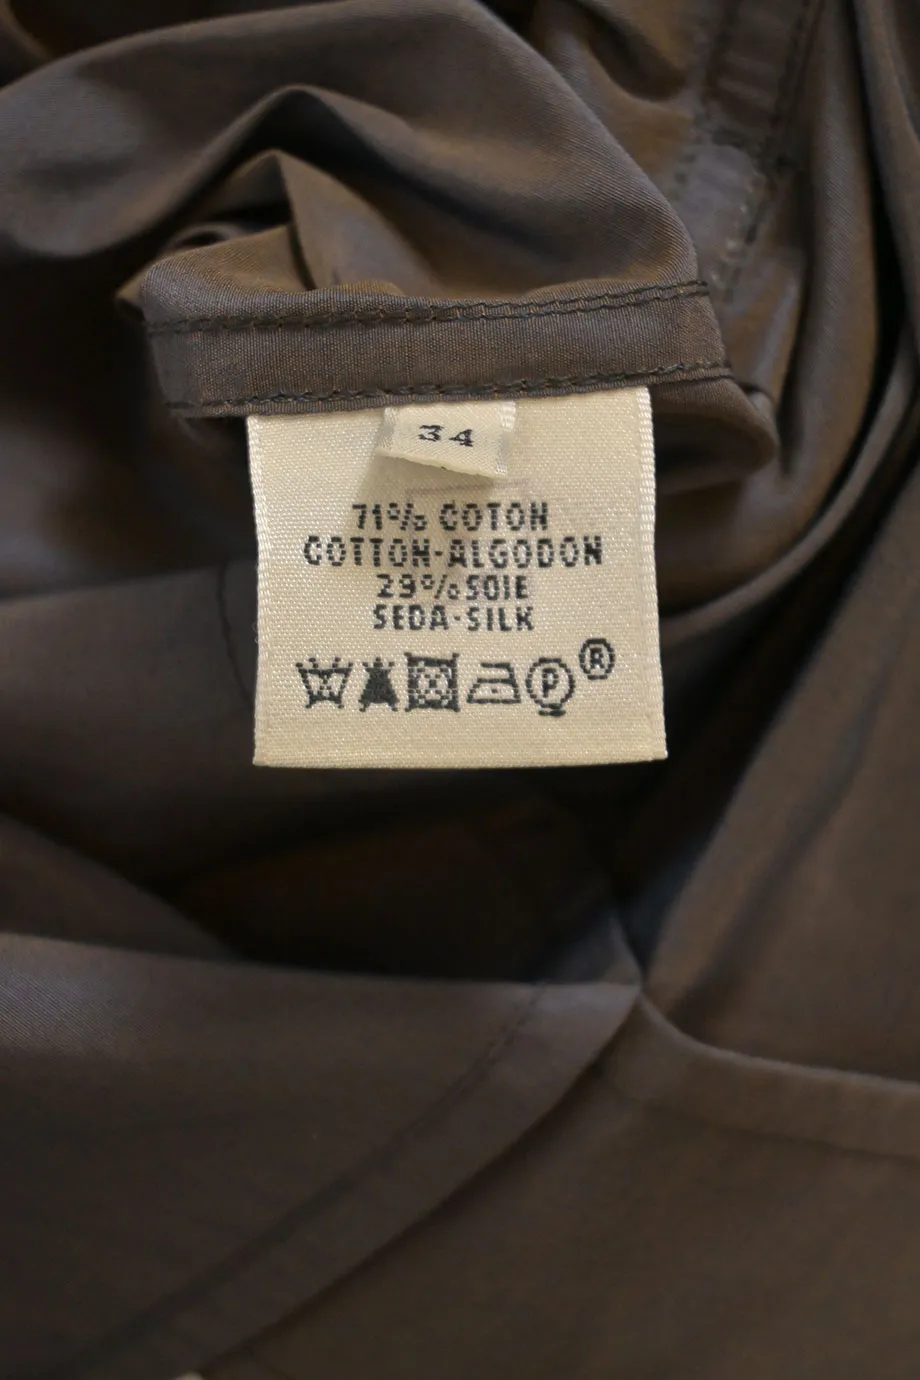 34
71% COTON
COTTON-ALGODON
29% SOIE
SEDA-SILK
P ®